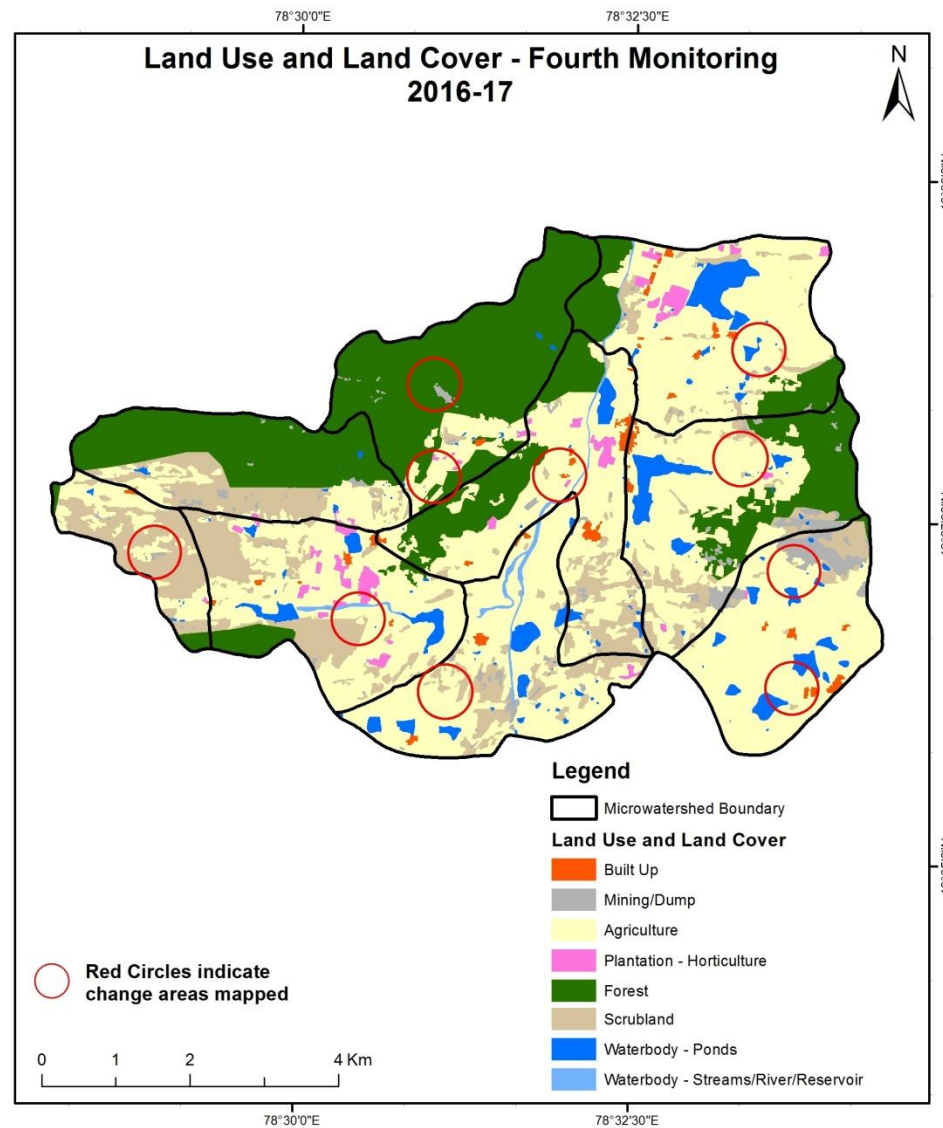 78°30'0"E 78°32'30"E
Land Use and Land Cover - Fourth Monitoring
2016-17
N
Legend
Microwatershed Boundary
Land Use and Land Cover
Built Up
Mining/Dump
Agriculture
Plantation - Horticulture
Forest
Scrubland
Waterbody - Ponds
Waterbody - Streams/River/Reservoir
Red Circles indicate
change areas mapped
0 1 2 4 Km
78°30'0"E 78°32'30"E